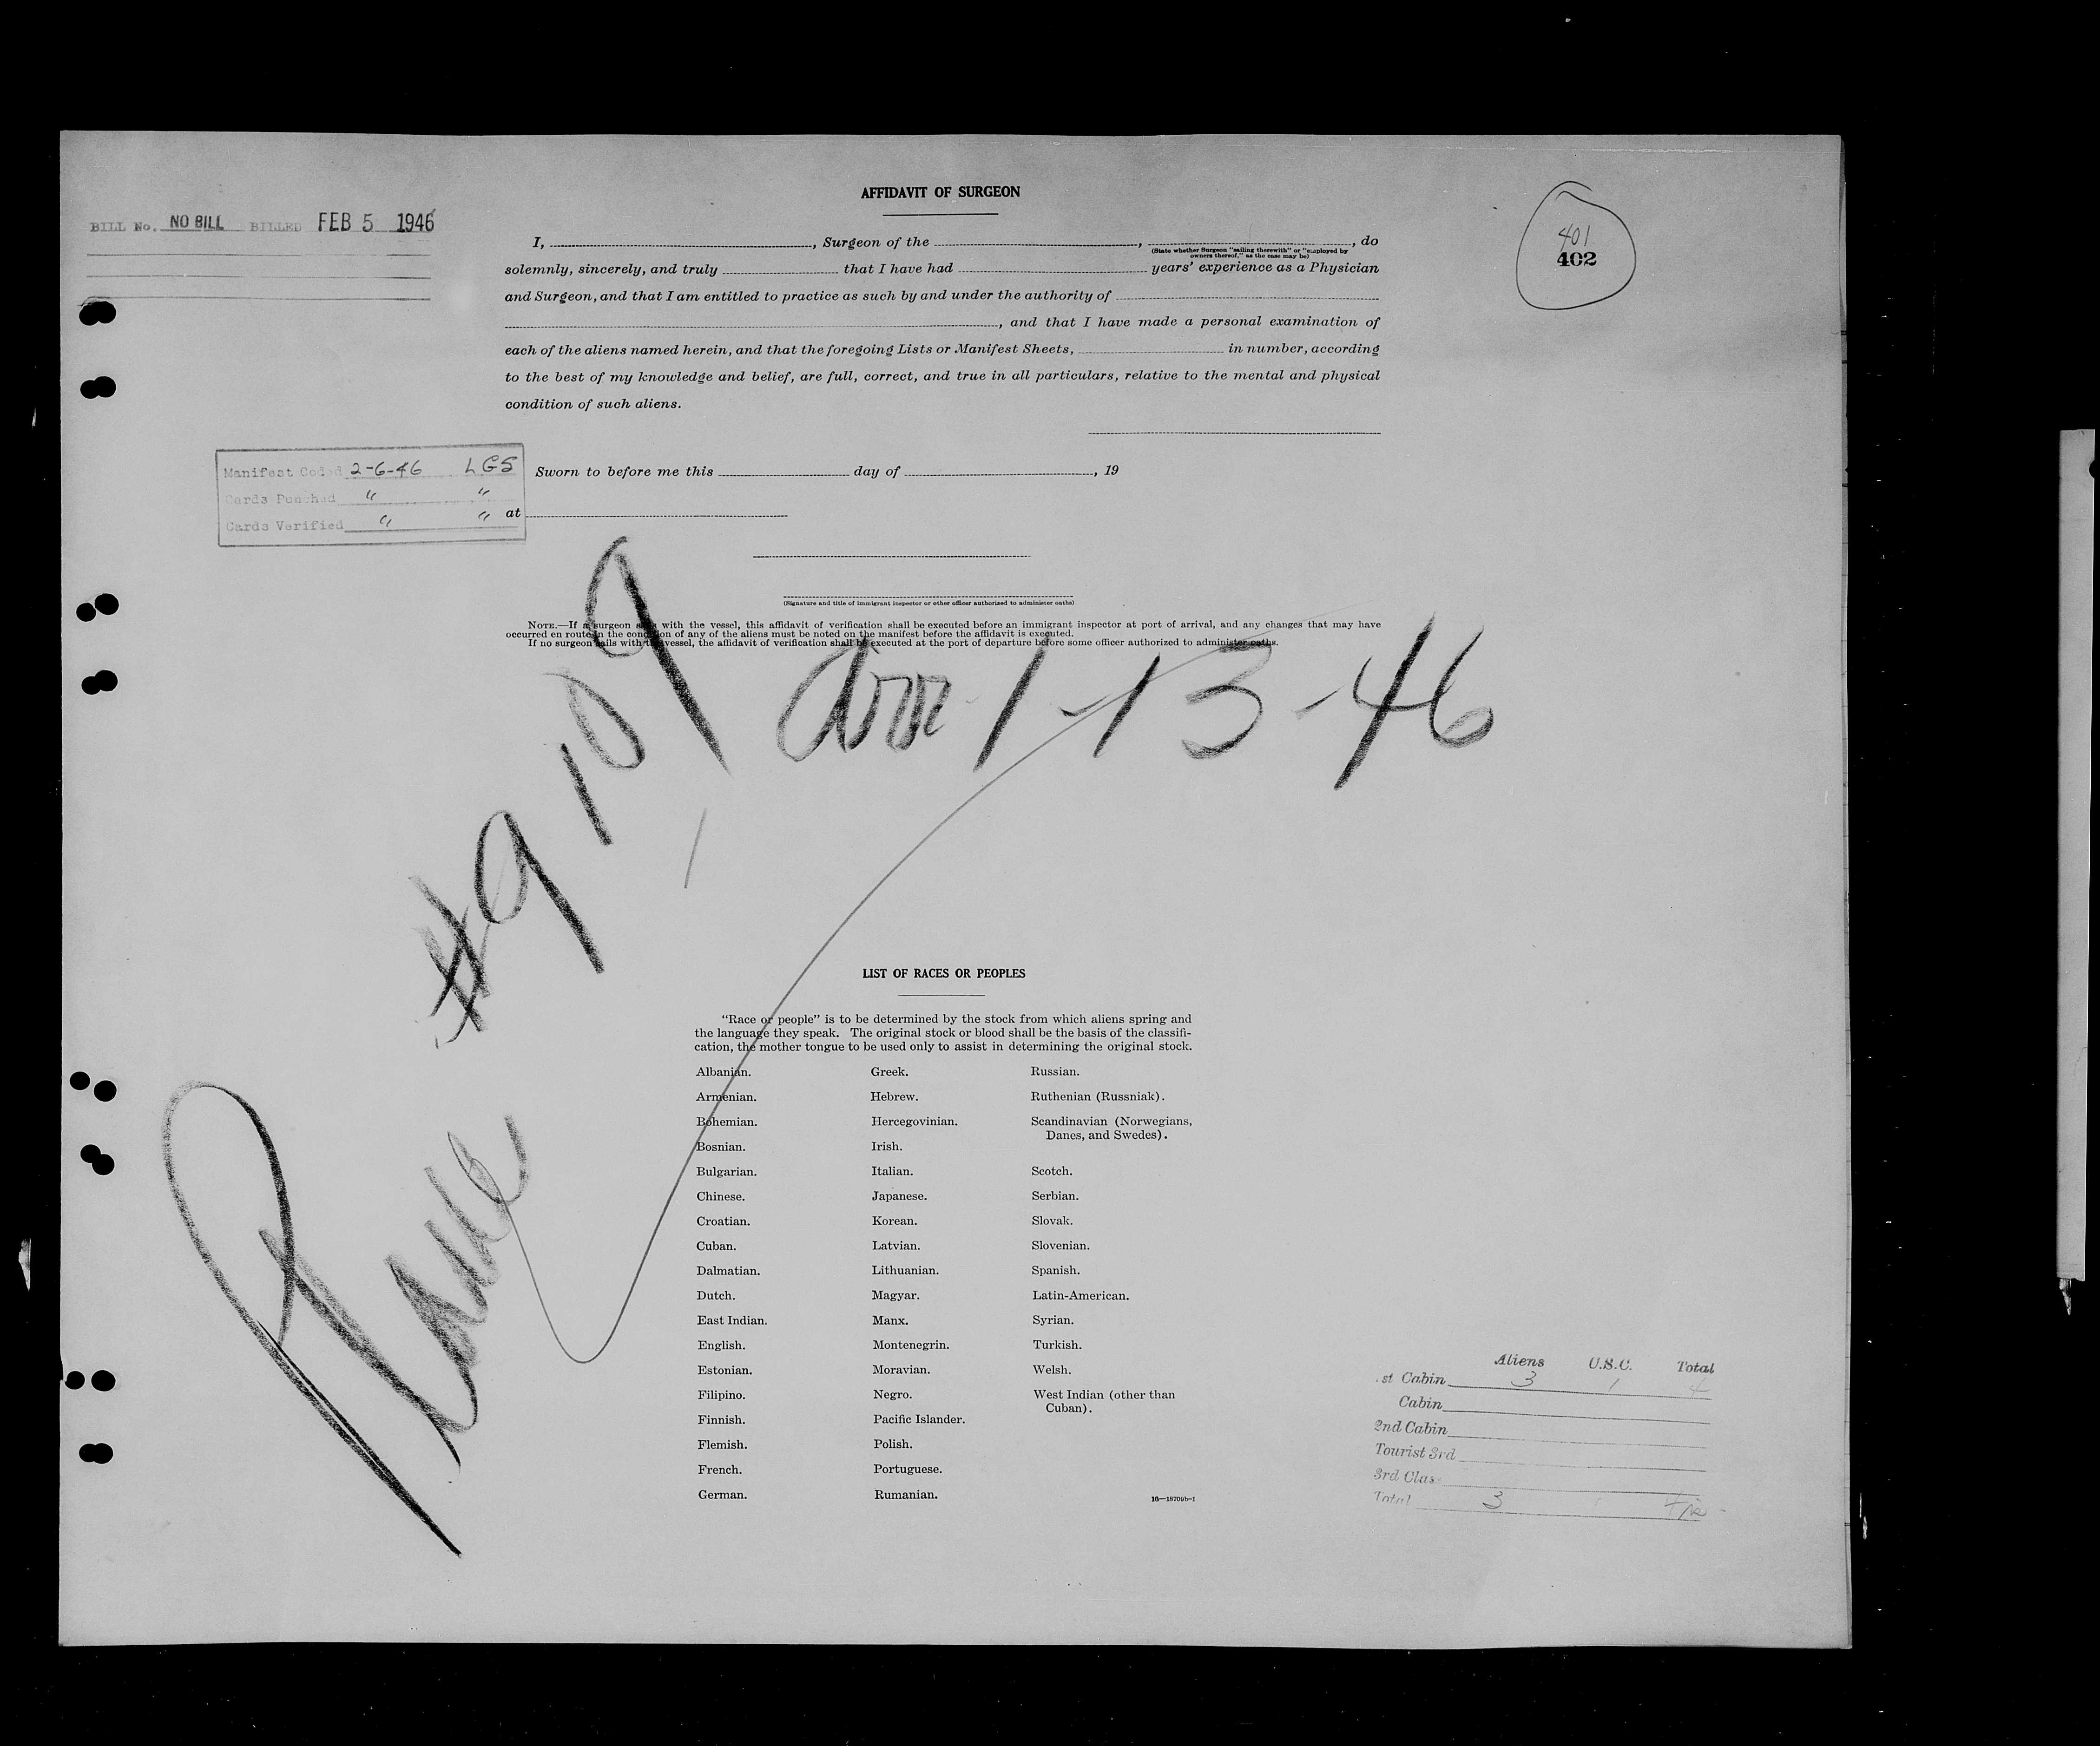 AFFIDAVIT OF SURGEON
BILL No. NO BILL BILLED FEB 5 1946
401
402
I, , Surgeon of the , , do
(State whether Surgeon "sailing therewith" or "employed by
owners thereof," as the case may be)
solemnly, sincerely, and truly that I have had years' experience as a Physician
and Surgeon, and that I am entitled to practice as such by and under the authority of
, and that I have made a personal examination of
each of the aliens named herein, and that the foregoing Lists or Manifest Sheets, in number, according
to the best of my knowledge and belief, are full, correct, and true in all particulars, relative to the mental and physical
condition of such aliens.
Manifest Coded 2-6-46 LGS
Cards Punched " "
Cards Verified " "
Sworn to before me this day of , 19
at
(Signature and title of immigrant inspector or other officer authorized to administer oaths)
NOTE.—If a surgeon sails with the vessel, this affidavit of verification shall be executed before an immigrant inspector at port of arrival, and any changes that may have
occurred en route in the condition of any of the aliens must be noted on the manifest before the affidavit is executed.
If no surgeon sails with the vessel, the affidavit of verification shall be executed at the port of departure before some officer authorized to administer oaths.
Plane #9109
arr 1-13-46
LIST OF RACES OR PEOPLES
"Race or people" is to be determined by the stock from which aliens spring and
the language they speak. The original stock or blood shall be the basis of the classifi-
cation, the mother tongue to be used only to assist in determining the original stock.
Albanian. Greek. Russian.
Armenian. Hebrew. Ruthenian (Russniak).
Bohemian. Hercegovinian. Scandinavian (Norwegians,
Danes, and Swedes).
Bosnian. Irish.
Bulgarian. Italian. Scotch.
Chinese. Japanese. Serbian.
Croatian. Korean. Slovak.
Cuban. Latvian. Slovenian.
Dalmatian. Lithuanian. Spanish.
Dutch. Magyar. Latin-American.
East Indian. Manx. Syrian.
English. Montenegrin. Turkish.
Estonian. Moravian. Welsh.
Filipino. Negro. West Indian (other than
Cuban).
Finnish. Pacific Islander.
Flemish. Polish.
French. Portuguese.
German. Rumanian.
16—18709b-1
Aliens U.S.C. Total
st Cabin 3 1 4
Cabin
2nd Cabin
Tourist 3rd
3rd Clas
Total 3 4